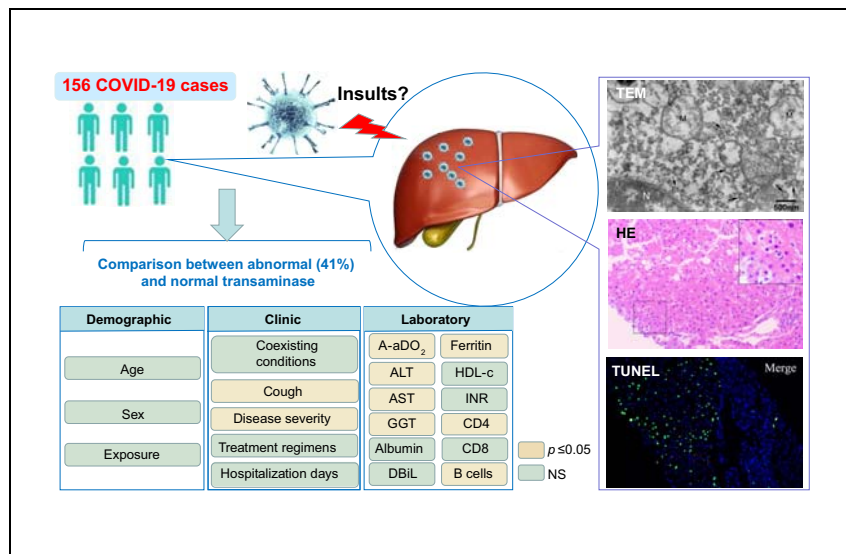 156 COVID-19 cases
Insults?
Comparison between abnormal (41%)
and normal transaminase
Demographic
Age
Sex
Exposure
Clinic
Coexisting
conditions
Cough
Disease severity
Treatment regimens
Hospitalization days
Laboratory
A-aDO₂
Ferritin
ALT
HDL-c
AST
INR
GGT
CD4
Albumin
CD8
DBiL
B cells
p ≤0.05
NS
TEM
M
M
N
500nm
HE
TUNEL
Merge